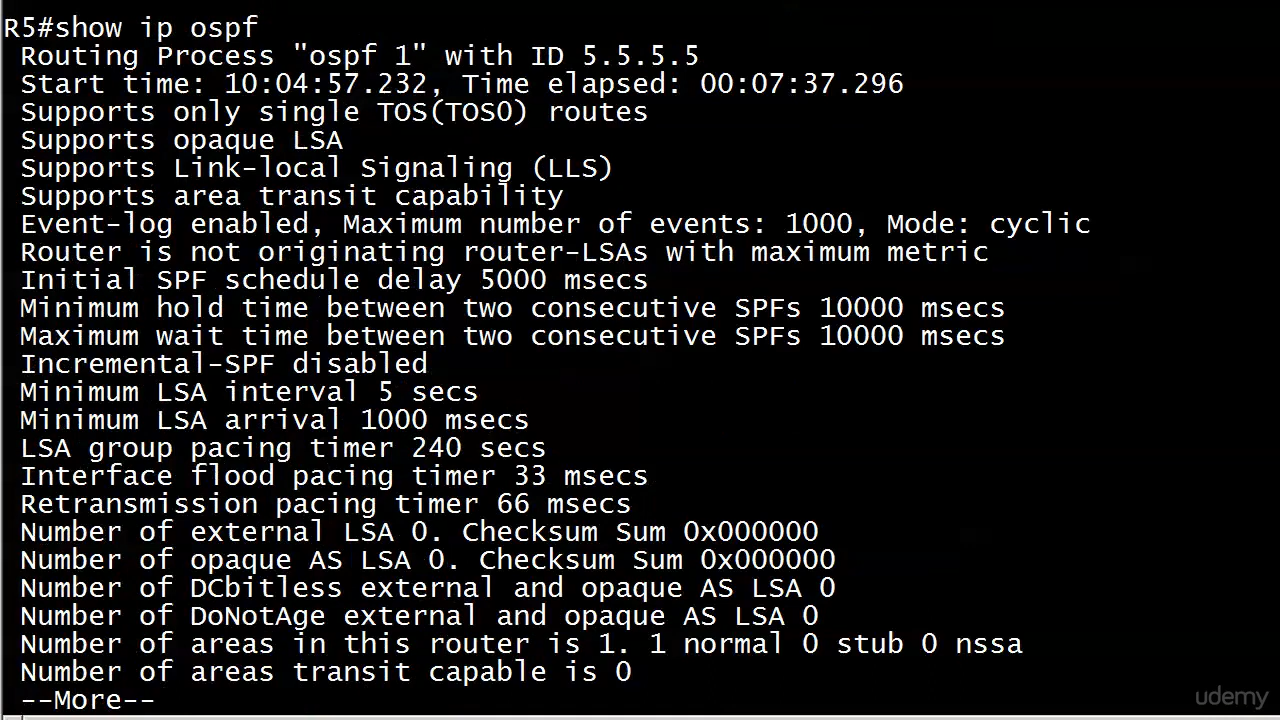 R5#show ip ospf
Routing Process "ospf 1" with ID 5.5.5.5
Start time: 10:04:57.232, Time elapsed: 00:07:37.296
Supports only single TOS(TOS0) routes
Supports opaque LSA
Supports Link-local Signaling (LLS)
Supports area transit capability
Event-log enabled, Maximum number of events: 1000, Mode: cyclic
Router is not originating router-LSAs with maximum metric
Initial SPF schedule delay 5000 msecs
Minimum hold time between two consecutive SPFs 10000 msecs
Maximum wait time between two consecutive SPFs 10000 msecs
Incremental-SPF disabled
Minimum LSA interval 5 secs
Minimum LSA arrival 1000 msecs
LSA group pacing timer 240 secs
Interface flood pacing timer 33 msecs
Retransmission pacing timer 66 msecs
Number of external LSA 0. Checksum Sum 0x000000
Number of opaque AS LSA 0. Checksum Sum 0x000000
Number of DCbitless external and opaque AS LSA 0
Number of DoNotAge external and opaque AS LSA 0
Number of areas in this router is 1. 1 normal 0 stub 0 nssa
Number of areas transit capable is 0
--More--
udemy